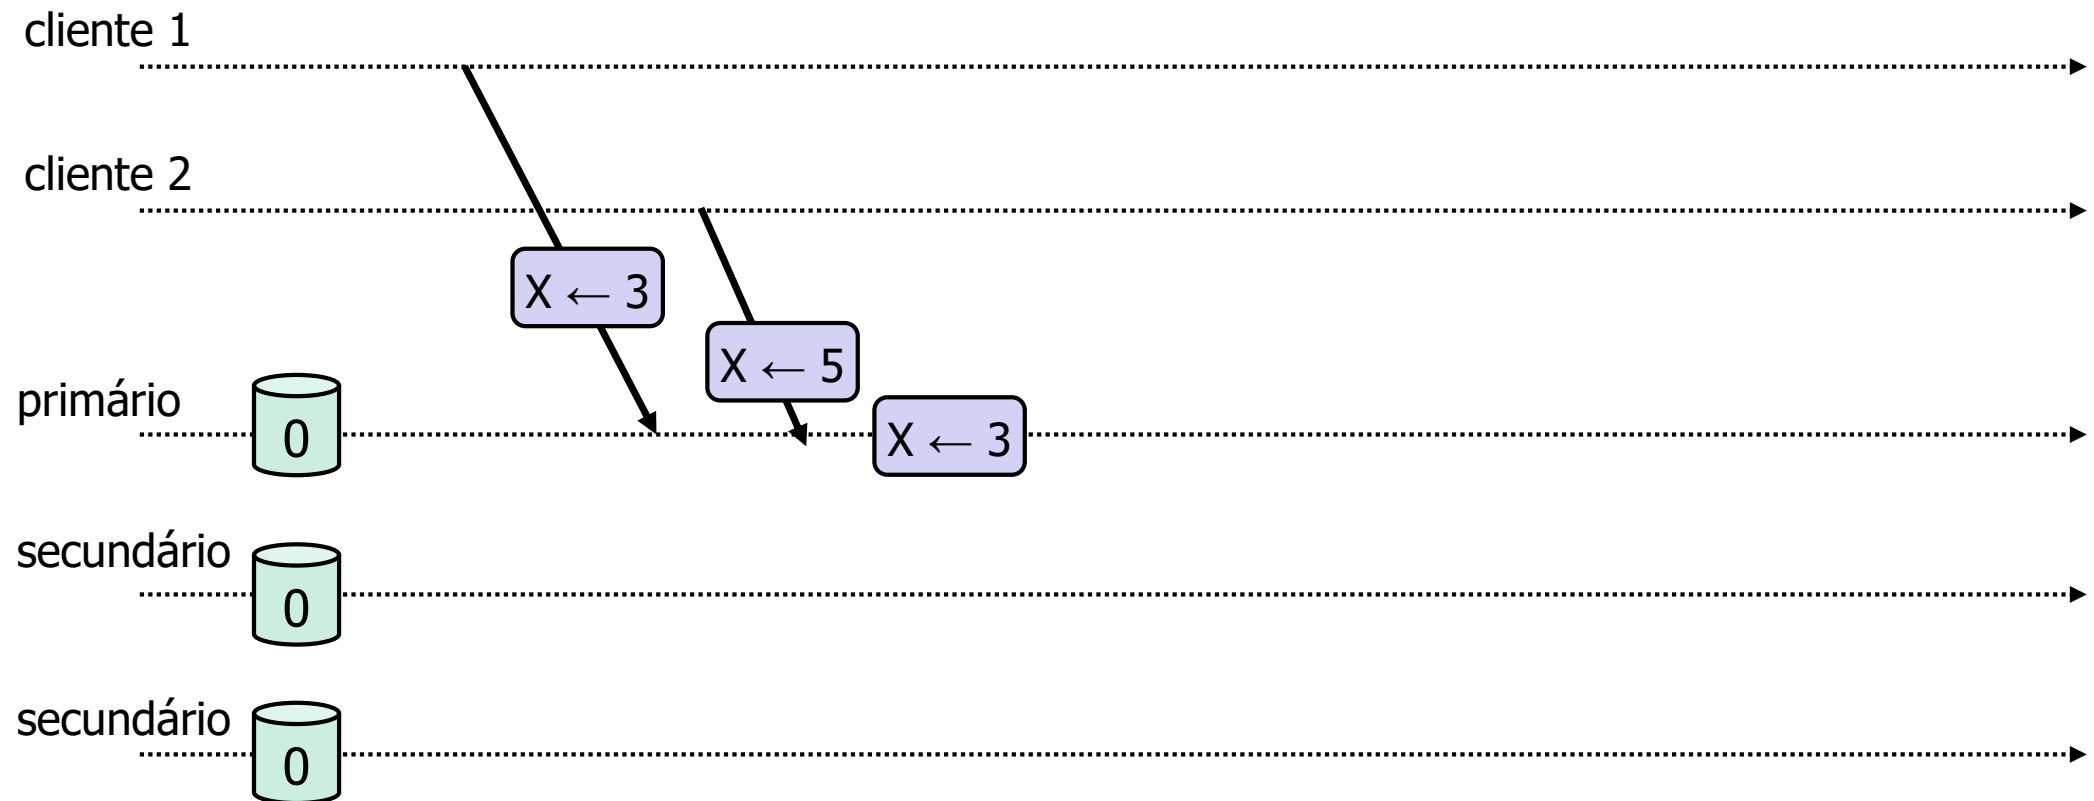 cliente 1
cliente 2
X ← 3
X ← 5
primário
0
X ← 3
secundário
0
secundário
0